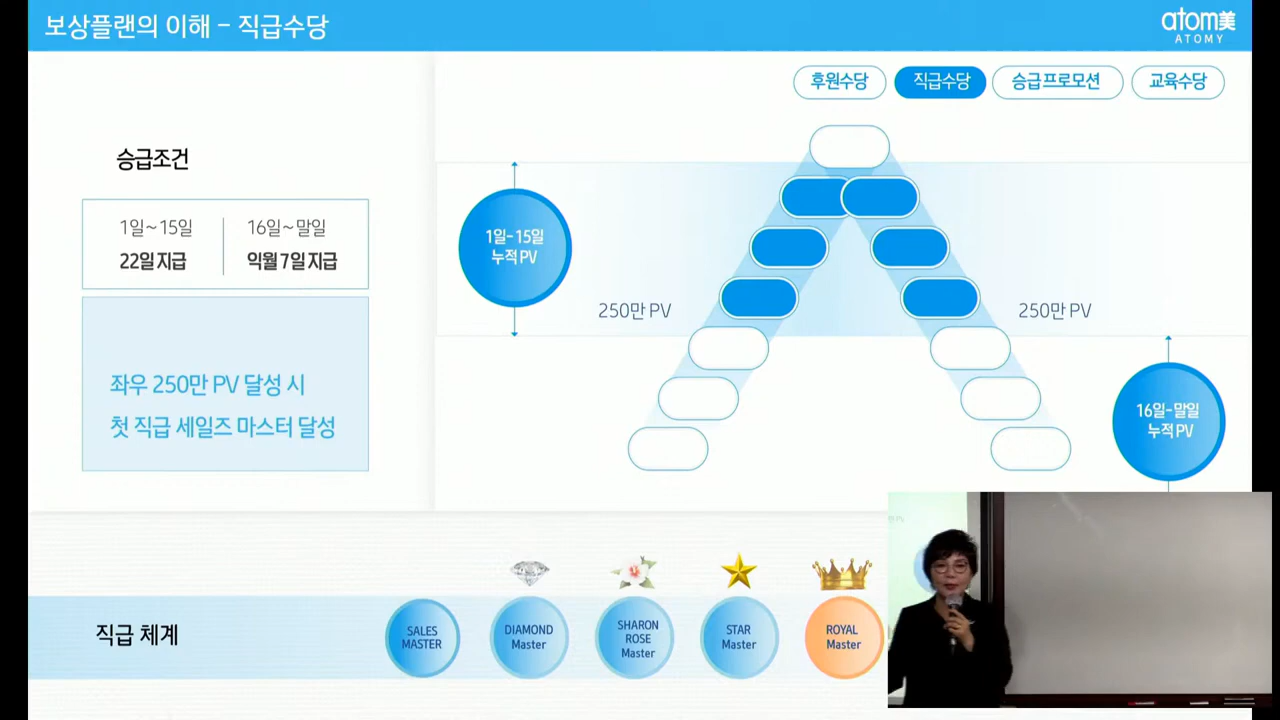 보상플랜의 이해 – 직급수당
atom美
ATOMY
후원수당
직급수당
승급프로모션
교육수당
승급조건
1일~15일
22일 지급
16일~말일
익월 7일 지급
좌우 250만 PV 달성 시
첫 직급 세일즈 마스터 달성
1일-15일
누적 PV
250만 PV
250만 PV
16일-말일
누적 PV
직급 체계
SALES
MASTER
DIAMOND
Master
SHARON
ROSE
Master
STAR
Master
ROYAL
Master